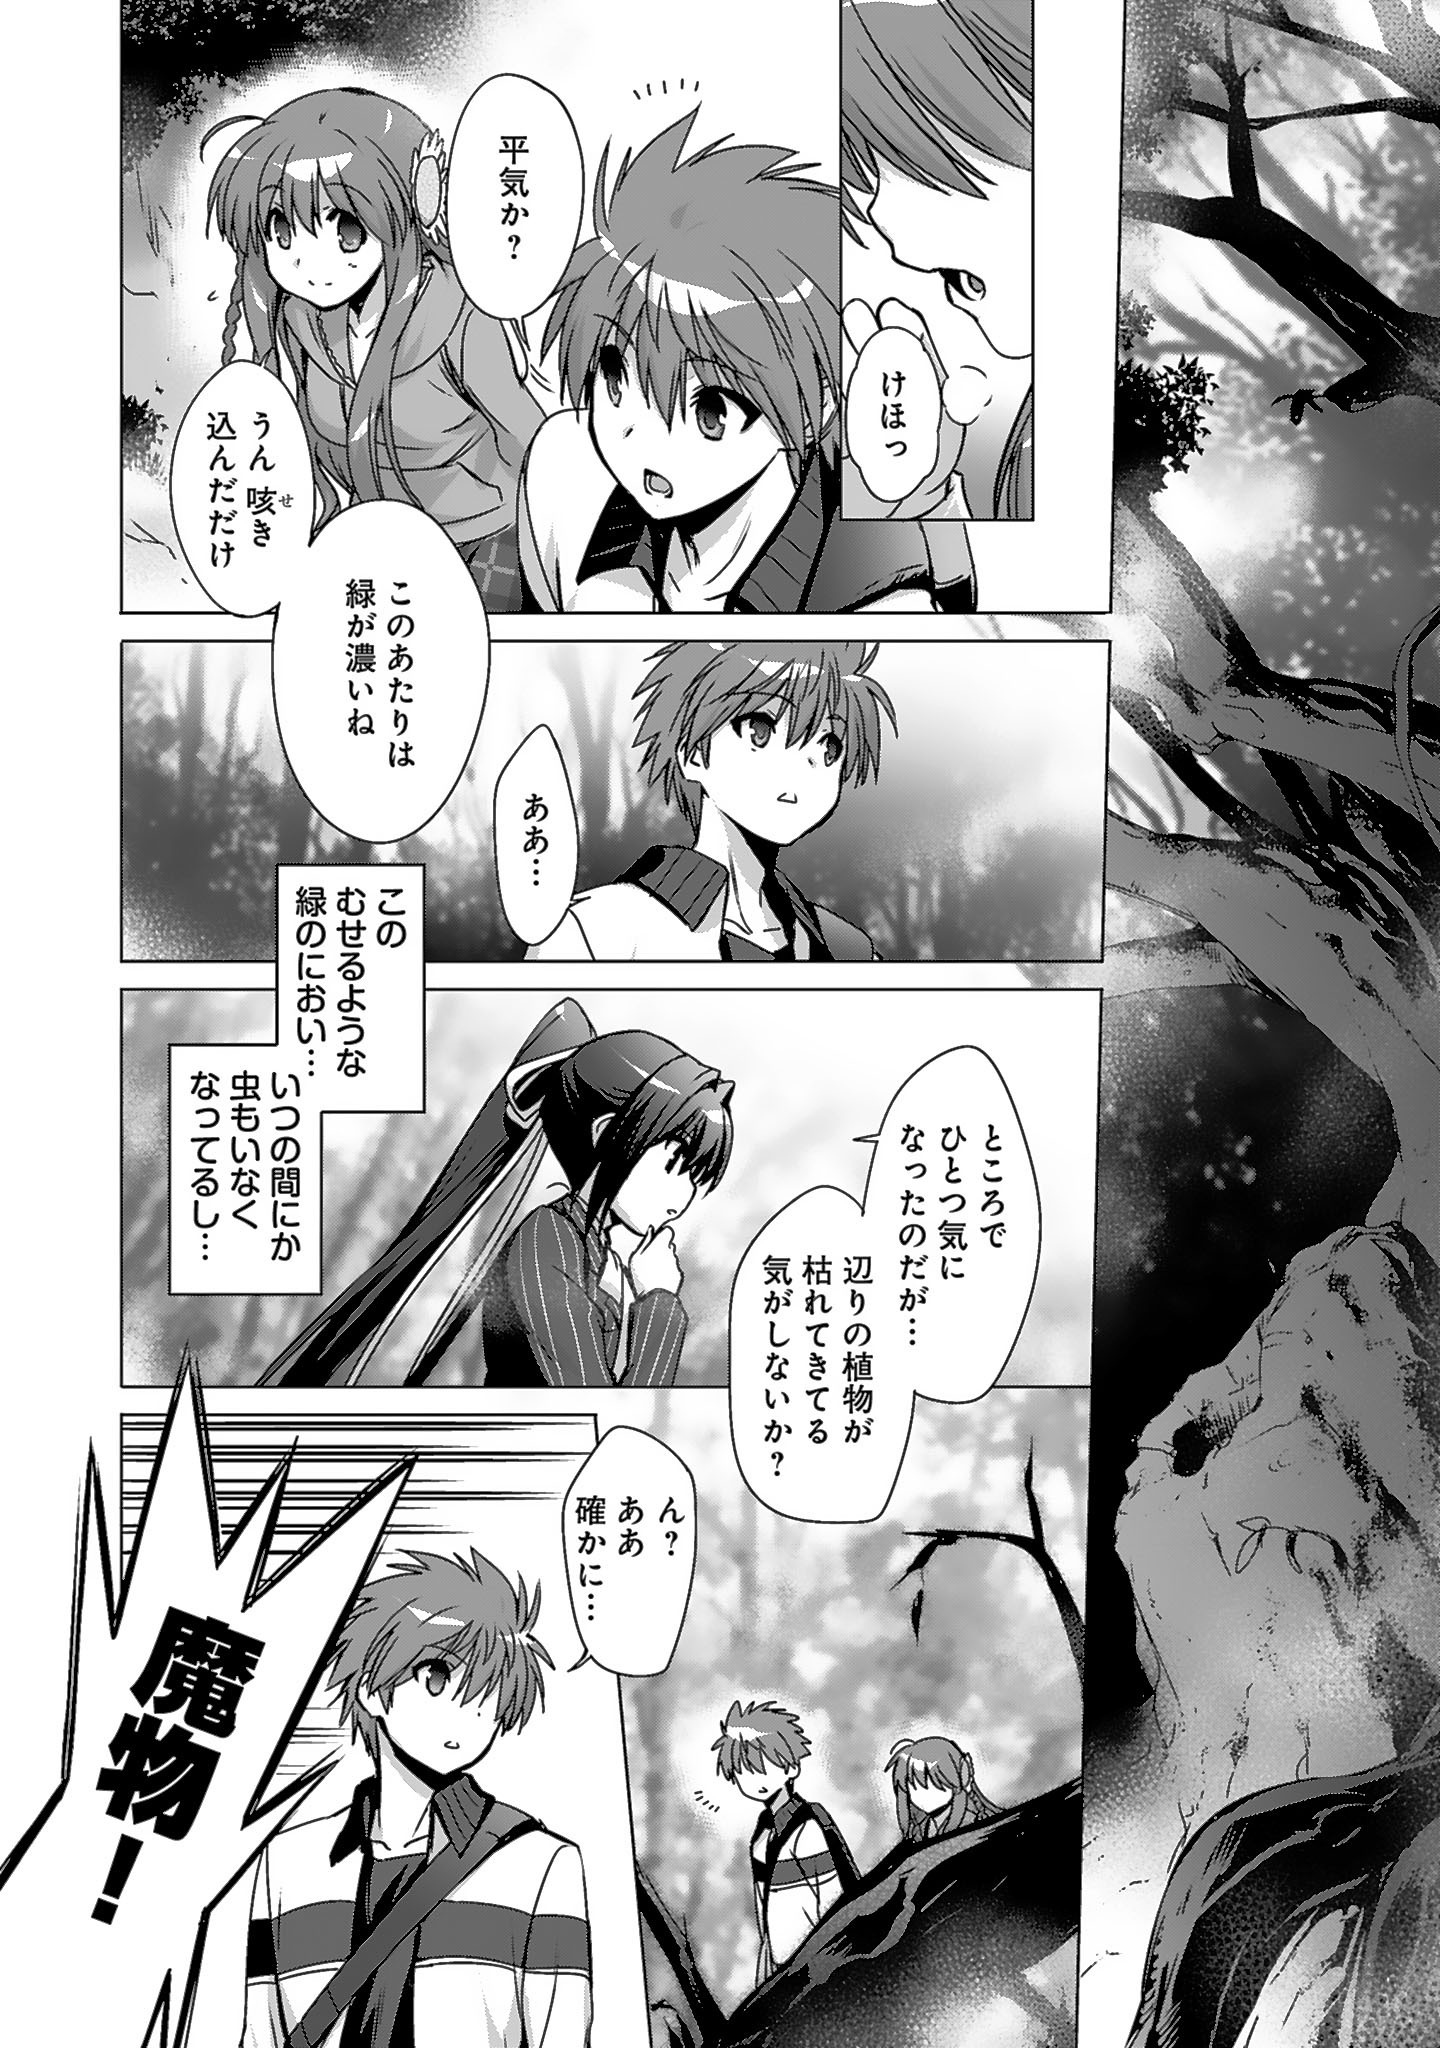 けほっ
平気か？
うん 咳き
込んだだけ
せ
このあたりは
緑が濃いね
ああ…
この
むせるような
緑のにおい…
いつの間にか
虫もいなく
なってるし…
ところで
ひとつ気に
なったのだが…
辺りの植物が
枯れてきてる
気がしないか？
ん？
ああ
確かに…
魔物！